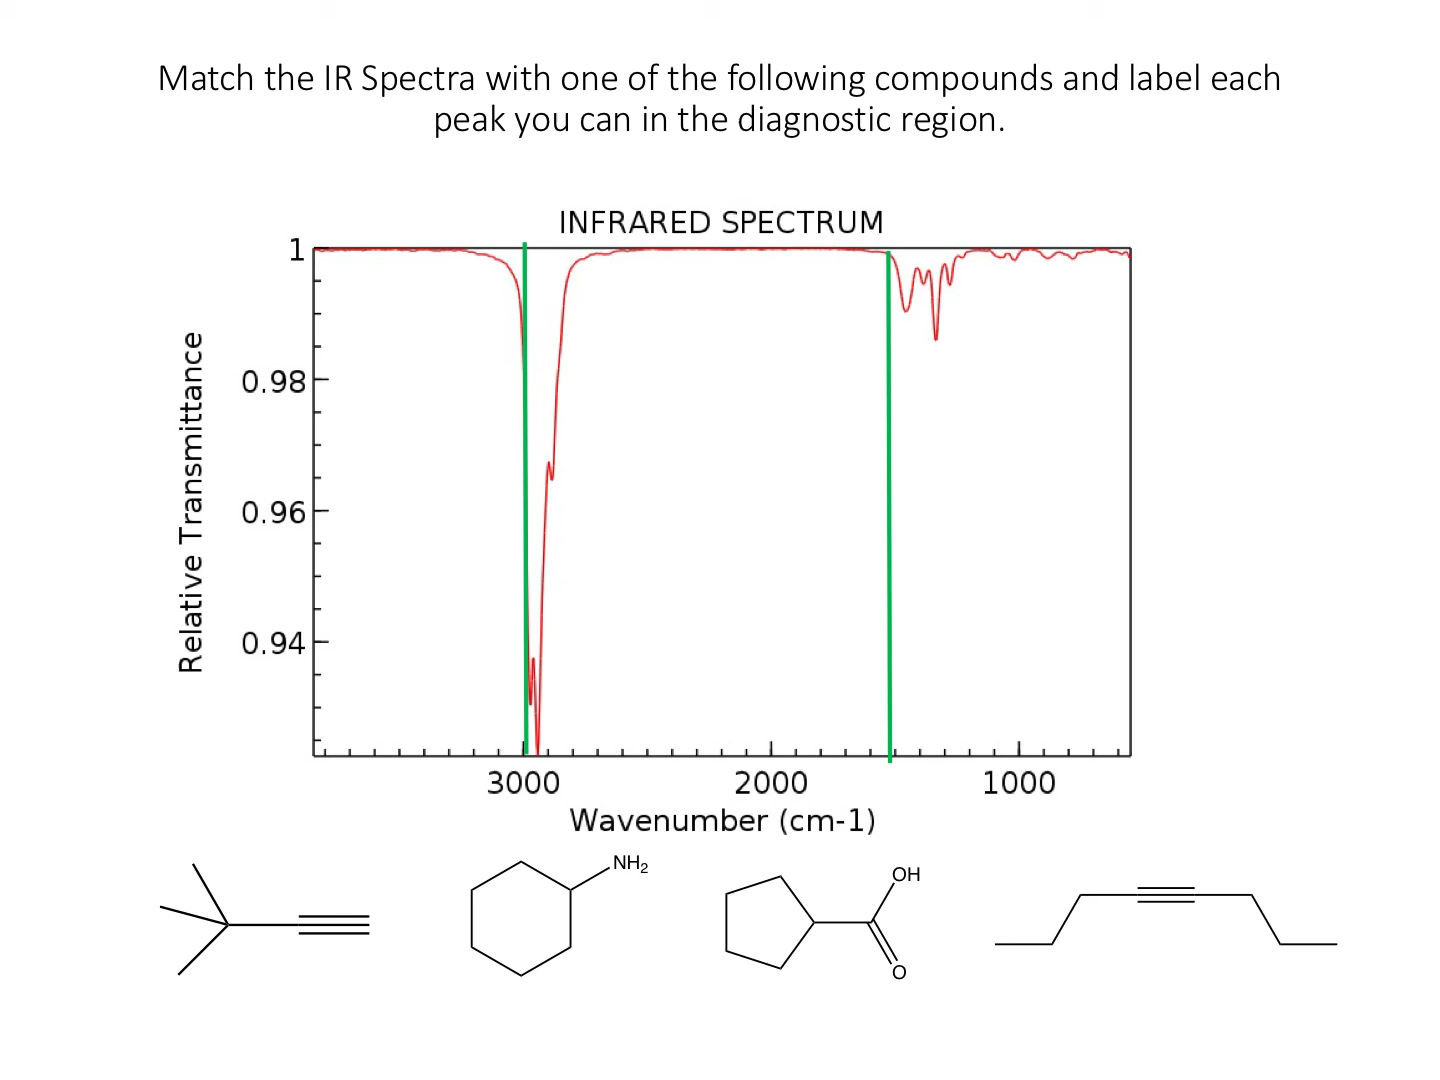 Match the IR Spectra with one of the following compounds and label each
peak you can in the diagnostic region.
INFRARED SPECTRUM
1
0.98
0.96
0.94
Relative Transmittance
3000 2000 1000
Wavenumber (cm-1)
NH2
OH
O